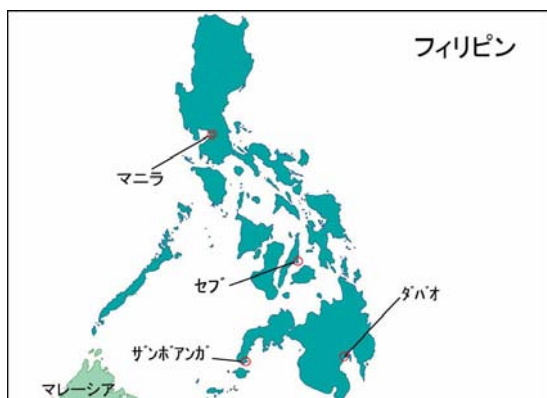 フィリピン
マニラ
ｾﾌﾞ
ﾀﾞﾊﾞｵ
ｻﾞﾝﾎﾞｱﾝｶﾞ
マレーシア